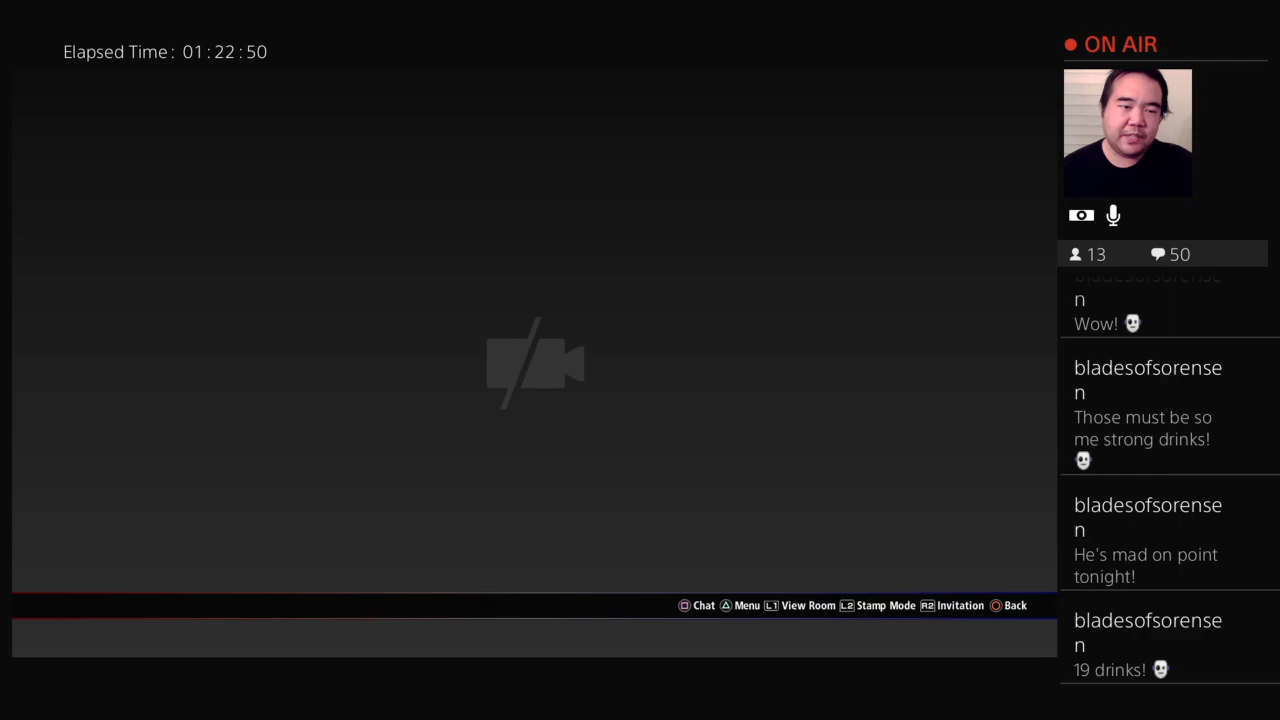 Elapsed Time: 01:22:50
ON AIR
13 50
n
Wow!
bladesofsorense
n
Those must be so
me strong drinks!
bladesofsorense
n
He's mad on point
tonight!
bladesofsorense
n
19 drinks!
Chat Menu L1 View Room L2 Stamp Mode R2 Invitation Back